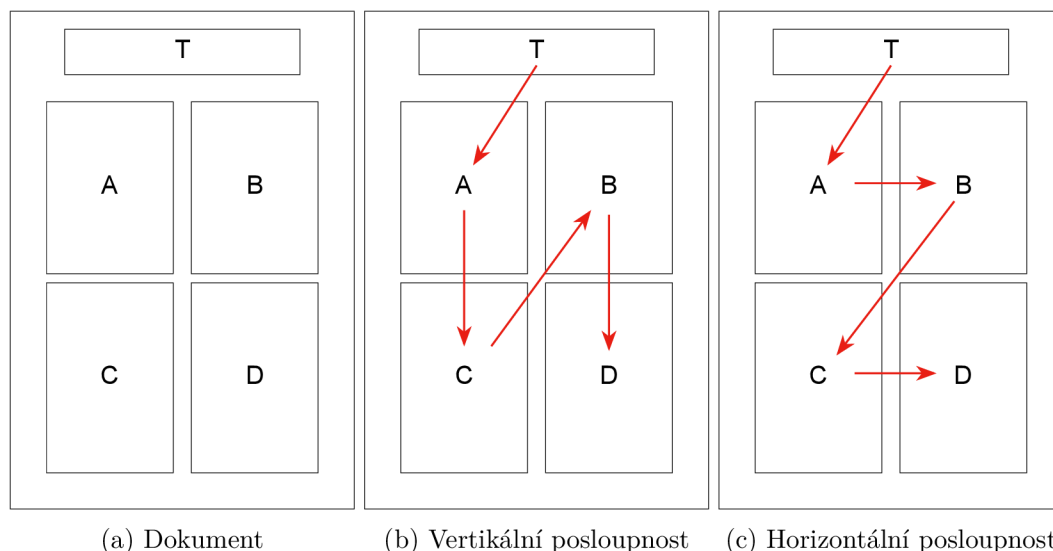 T
A
B
C
D
(a) Dokument
T
A
B
C
D
(b) Vertikální posloupnost
T
A
B
C
D
(c) Horizontální posloupnost